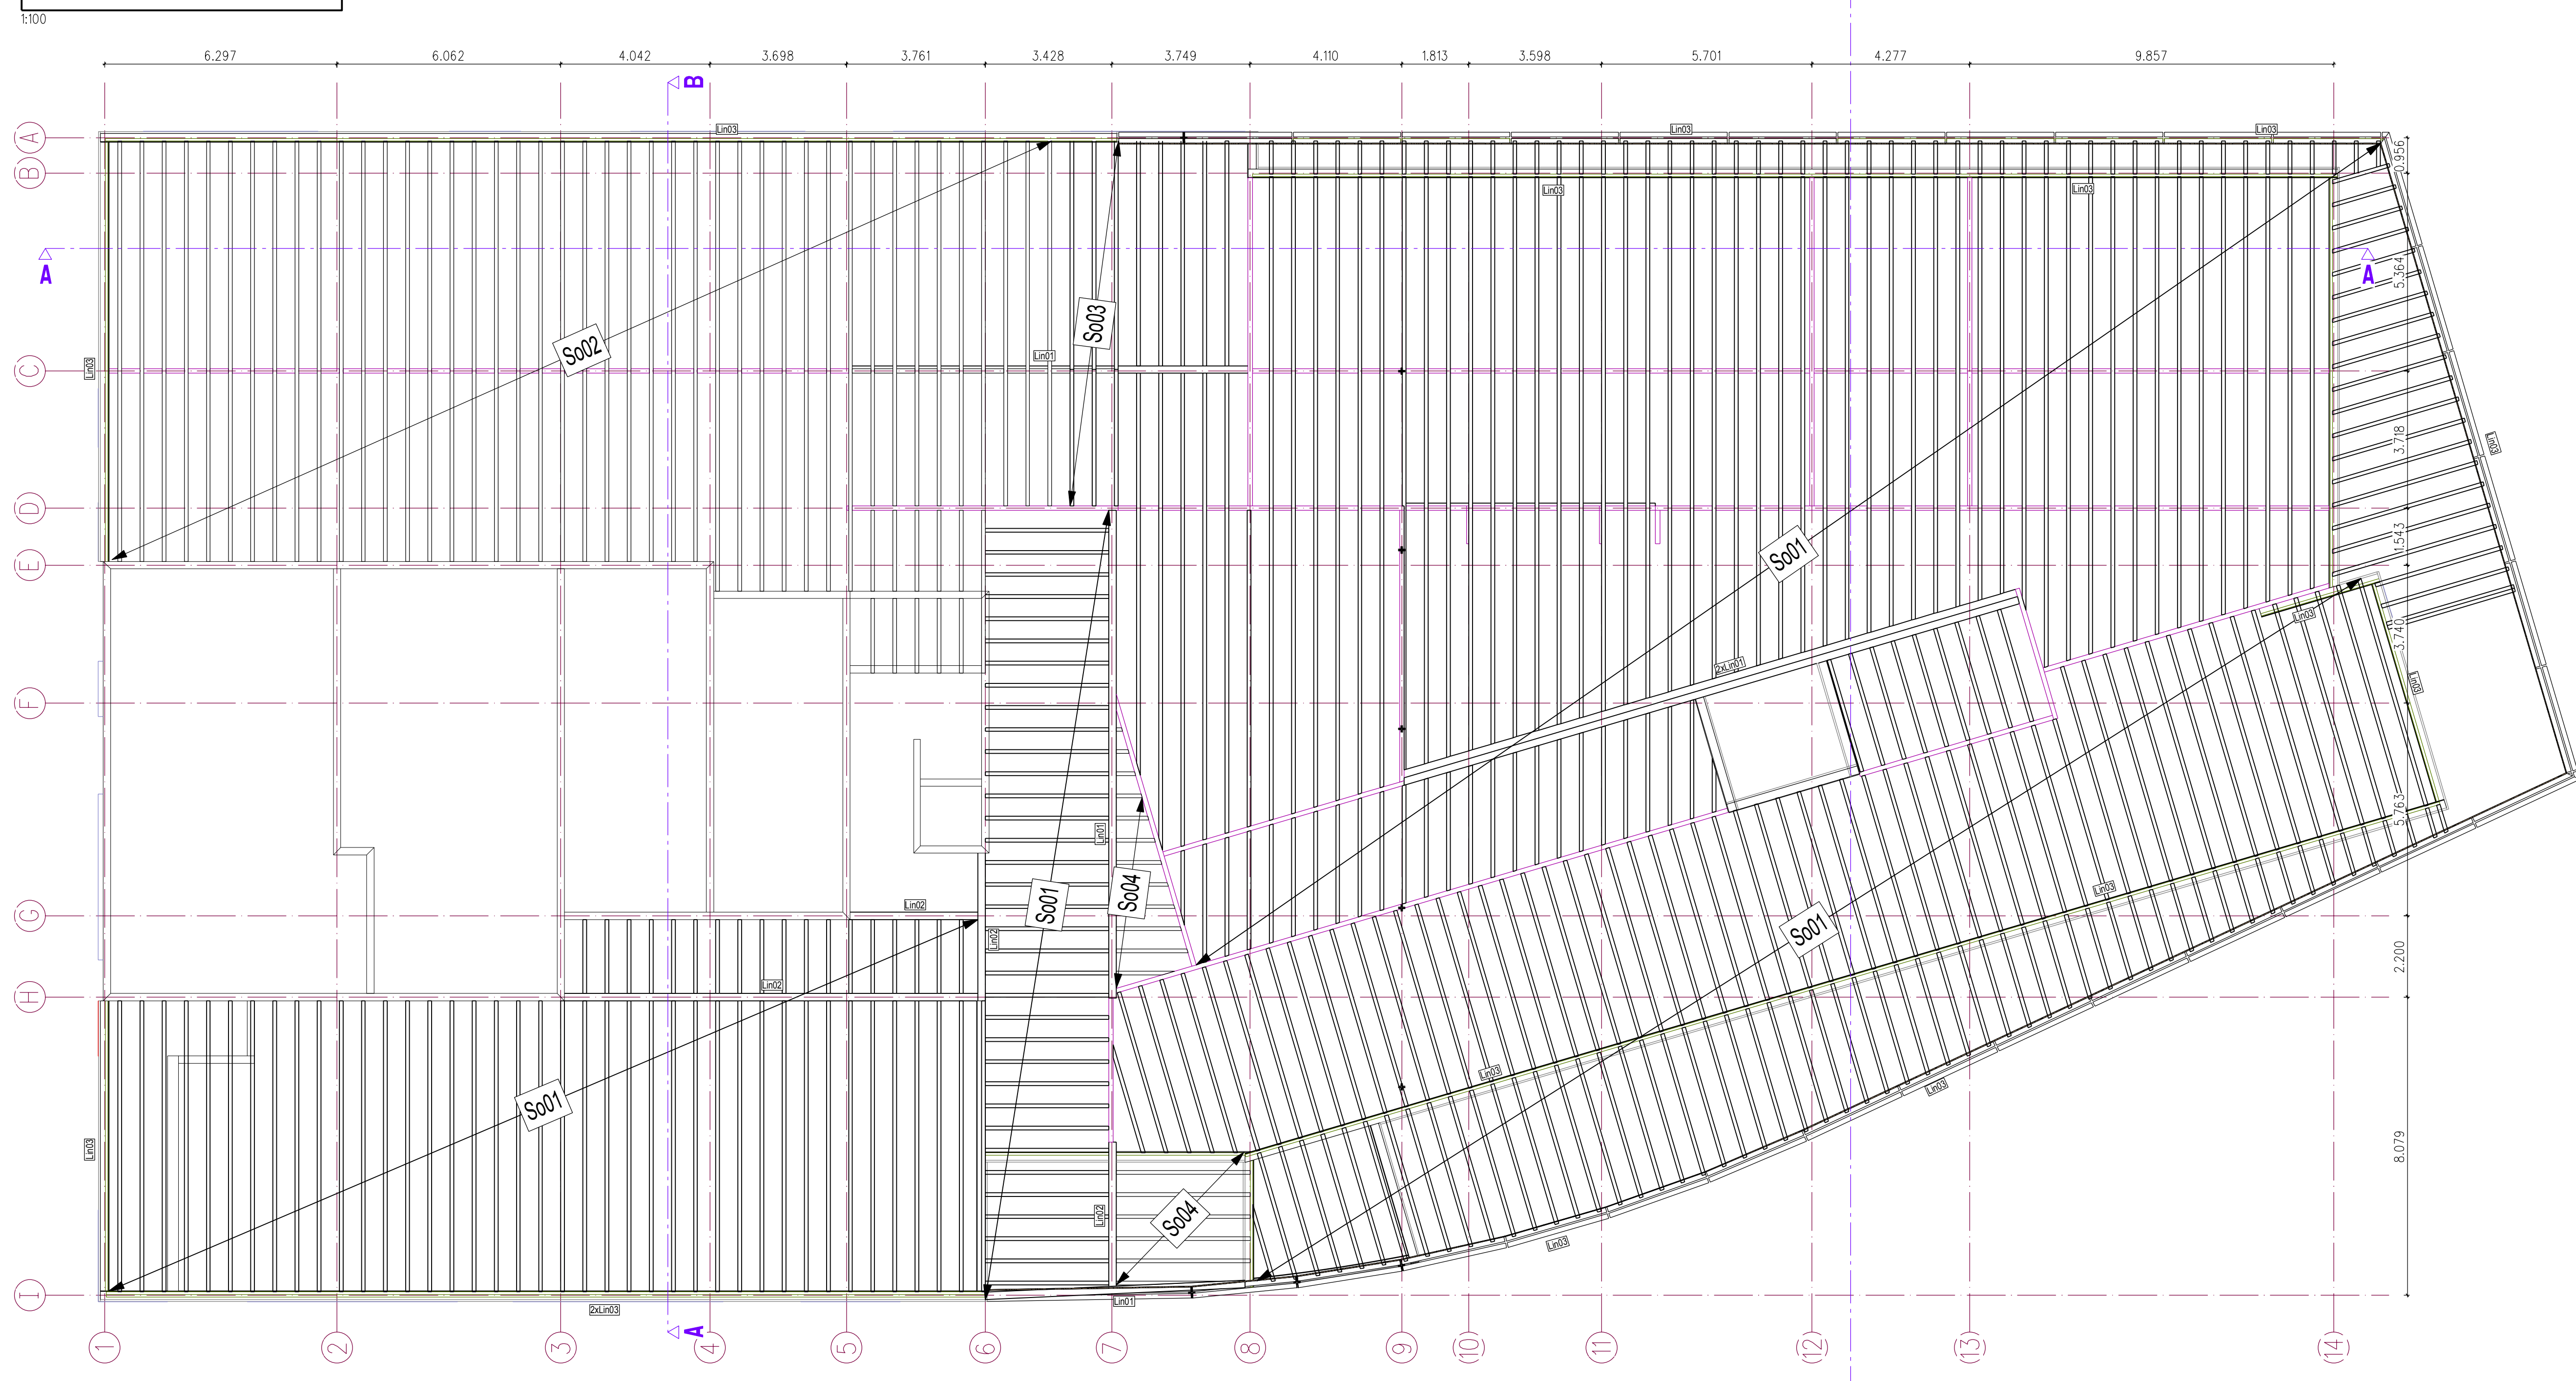 1:100
6.297 6.062 4.042 3.698 3.761 3.428 3.749 4.110 1.813 3.598 5.701 4.277 9.857
B
Lin03 Lin03 Lin03
A
0.956
B
Lin03 Lin03
A A
5.364
So03
So02
Lin01
C
Lin03
3.718
Lin03
D
So01
1.543
E
Lin03
3.740
2xLin01
Lin03
F
5.763
Lin01
So04
So01
Lin03
Lin02
G
So01
Lin02
2.200
Lin02
H
Lin03
So01
Lin03
Lin03
8.079
Lin02
So04
Lin03
I
Lin01
2xLin03
A
1 2 3 4 5 6 7 8 9 (10) 11 (12) (13) (14)